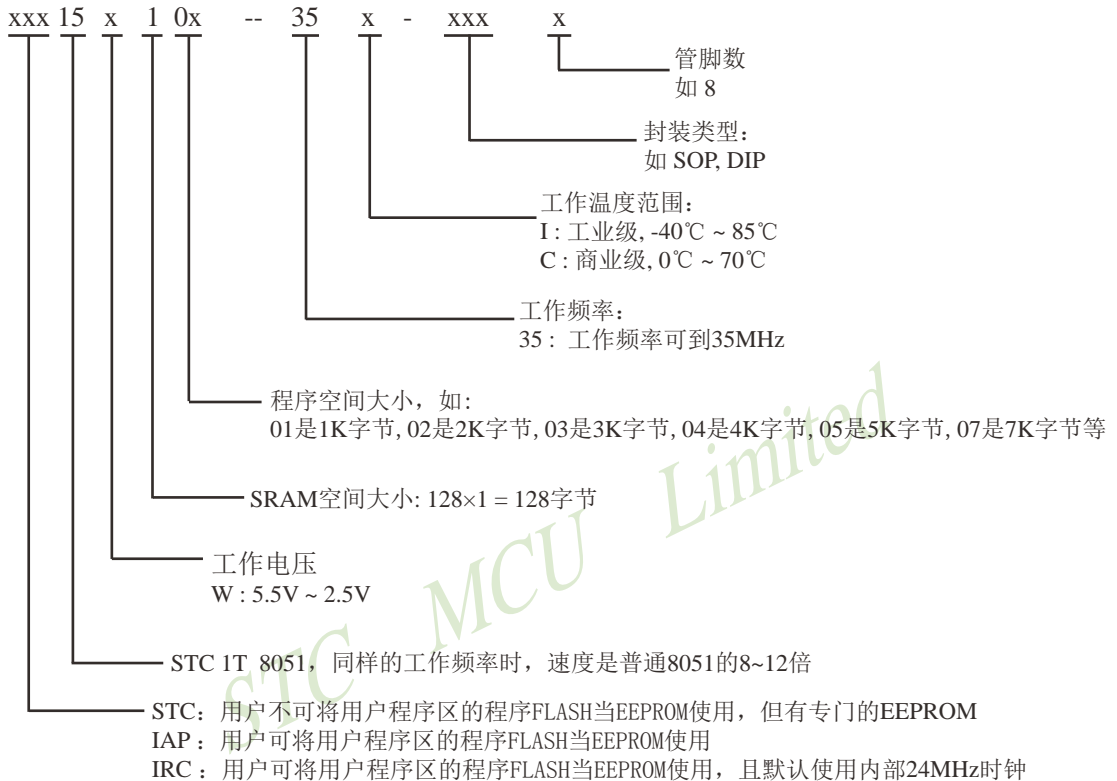 xxx 15 x 1 0x -- 35 x - xxx x
管脚数
如 8
封装类型：
如 SOP, DIP
工作温度范围：
I : 工业级, -40℃ ~ 85℃
C : 商业级, 0℃ ~ 70℃
工作频率：
35 : 工作频率可到35MHz
程序空间大小，如:
01是1K字节, 02是2K字节, 03是3K字节, 04是4K字节, 05是5K字节, 07是7K字节等
SRAM空间大小: 128×1 = 128字节
工作电压
W : 5.5V ~ 2.5V
STC 1T 8051，同样的工作频率时，速度是普通8051的8~12倍
STC：用户不可将用户程序区的程序FLASH当EEPROM使用，但有专门的EEPROM
IAP：用户可将用户程序区的程序FLASH当EEPROM使用
IRC：用户可将用户程序区的程序FLASH当EEPROM使用，且默认使用内部24MHz时钟
STC MCU Limited